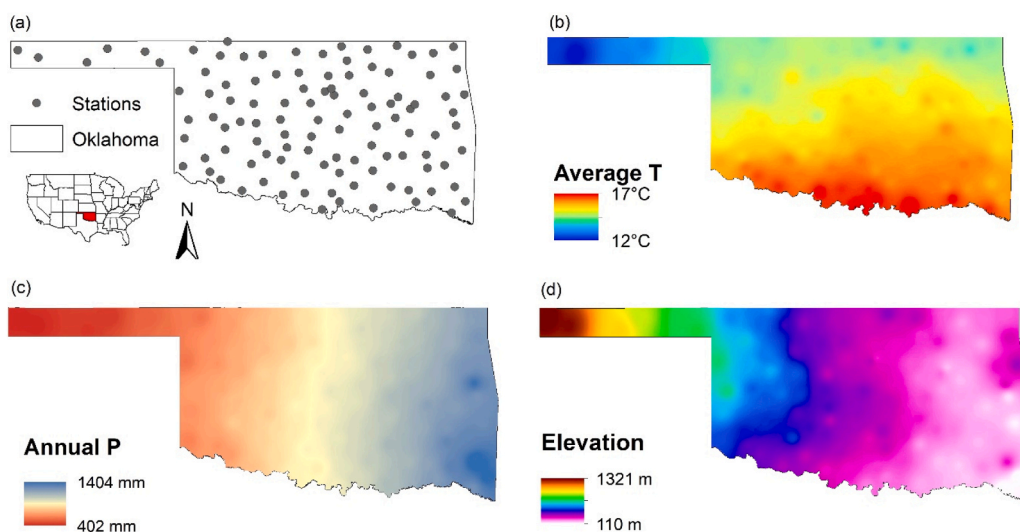 (a)
Stations
Oklahoma
N
(b)
Average T
17°C
12°C
(c)
Annual P
1404 mm
402 mm
(d)
Elevation
1321 m
110 m